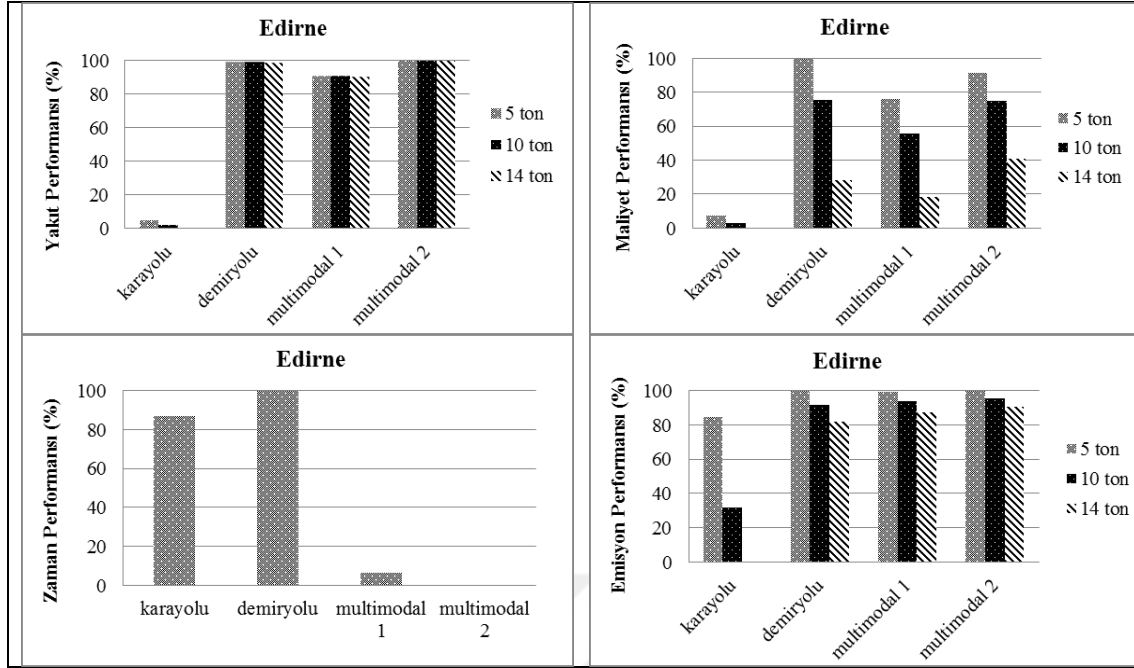 Edirne
Yakıt Performansı (%)
100
80
60
40
20
0
karayolu
demiryolu
multimodal 1
multimodal 2
5 ton
10 ton
14 ton
Edirne
Maliyet Performansı (%)
100
80
60
40
20
0
karayolu
demiryolu
multimodal 1
multimodal 2
5 ton
10 ton
14 ton
Edirne
Zaman Performansı (%)
100
80
60
40
20
0
karayolu
demiryolu
multimodal
1
multimodal
2
Edirne
Emisyon Performansı (%)
100
80
60
40
20
0
karayolu
demiryolu
multimodal 1
multimodal 2
5 ton
10 ton
14 ton